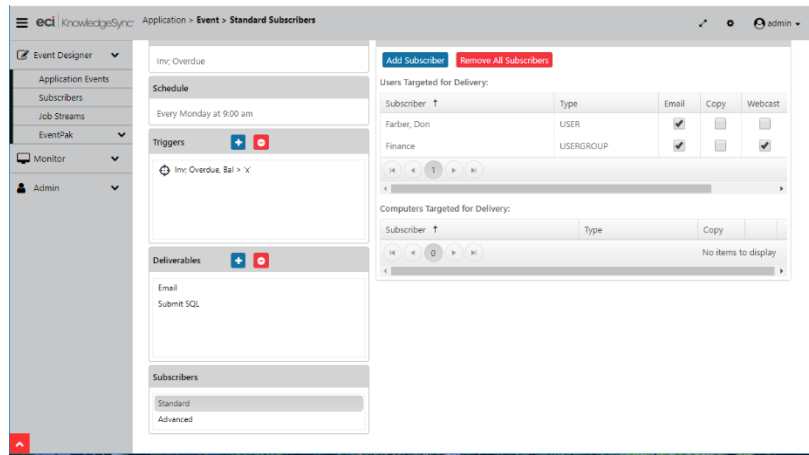 eci KnowledgeSync
Application > Event > Standard Subscribers
admin
Event Designer
Application Events
Subscribers
Job Streams
EventPak
Monitor
Admin
Inv; Overdue
Schedule
Every Monday at 9:00 am
Triggers
Inv; Overdue, Bal > 'x'
Deliverables
Email
Submit SQL
Subscribers
Standard
Advanced
Add Subscriber Remove All Subscribers
Users Targeted for Delivery:
Subscriber ↑ Type Email Copy Webcast
Farber, Don USER
Finance USERGROUP
1
Computers Targeted for Delivery:
Subscriber ↑ Type Copy
0 No items to display